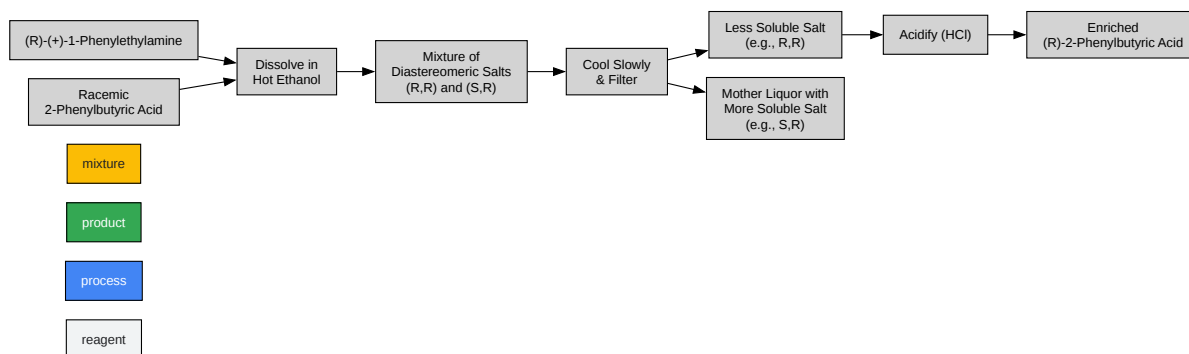 (R)-(+)-1-Phenylethylamine
Racemic
2-Phenylbutyric Acid
Dissolve in
Hot Ethanol
Mixture of
Diastereomeric Salts
(R,R) and (S,R)
Cool Slowly
& Filter
Less Soluble Salt
(e.g., R,R)
Mother Liquor with
More Soluble Salt
(e.g., S,R)
Acidify (HCl)
Enriched
(R)-2-Phenylbutyric Acid
mixture
product
process
reagent